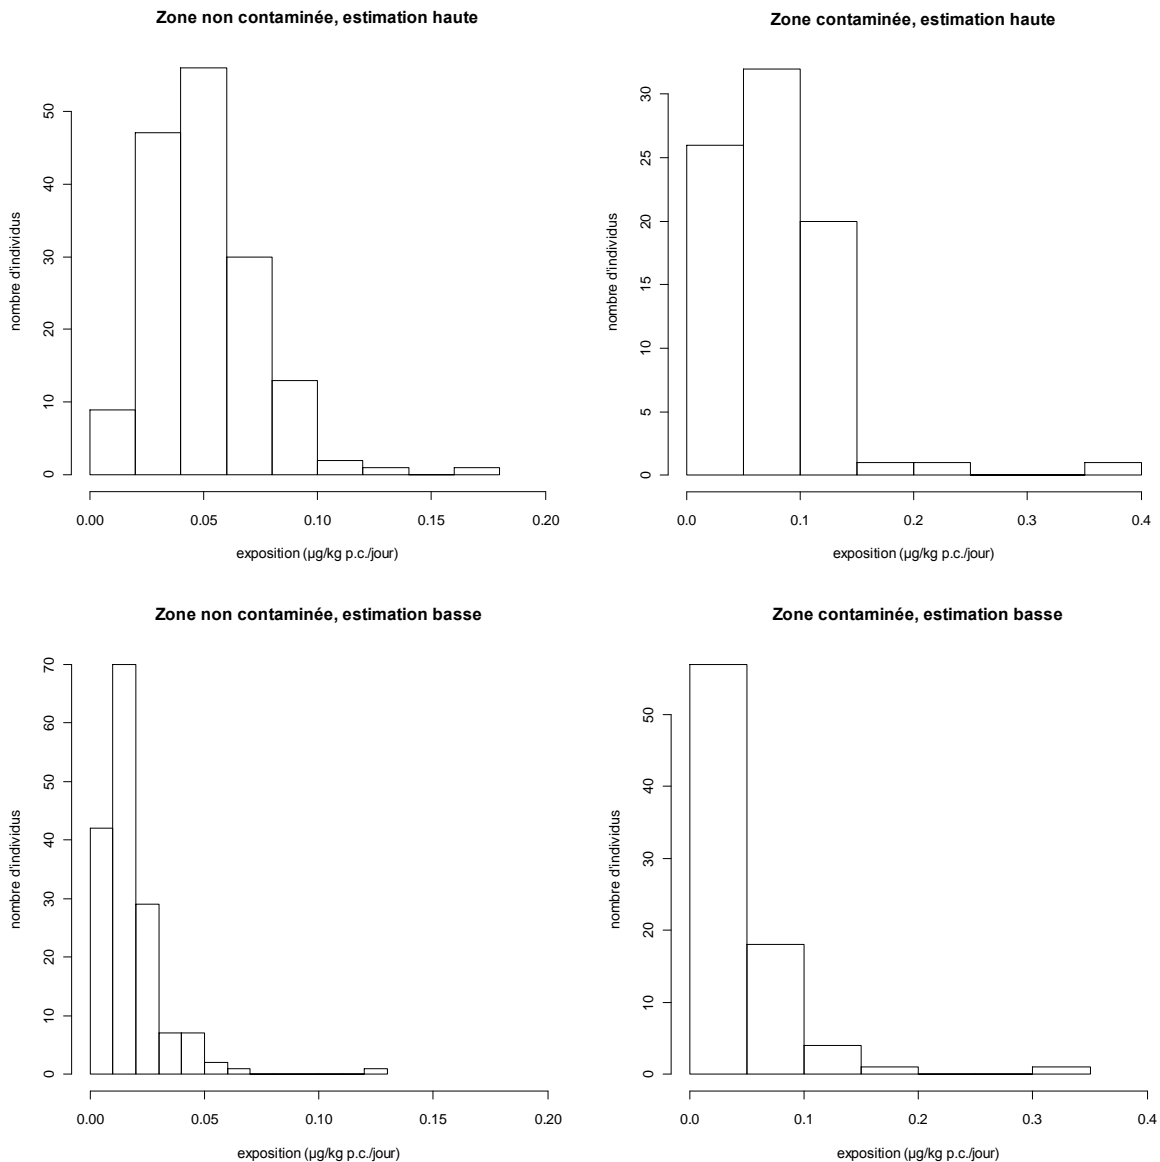 Zone non contaminée, estimation haute
nombre d'individus
50
40
30
20
10
0
0.00 0.05 0.10 0.15 0.20
exposition (µg/kg p.c./jour)
Zone contaminée, estimation haute
nombre d'individus
30
25
20
15
10
5
0
0.0 0.1 0.2 0.3 0.4
exposition (µg/kg p.c./jour)
Zone non contaminée, estimation basse
nombre d'individus
70
60
50
40
30
20
10
0
0.00 0.05 0.10 0.15 0.20
exposition (µg/kg p.c./jour)
Zone contaminée, estimation basse
nombre d'individus
50
40
30
20
10
0
0.0 0.1 0.2 0.3 0.4
exposition (µg/kg p.c./jour)